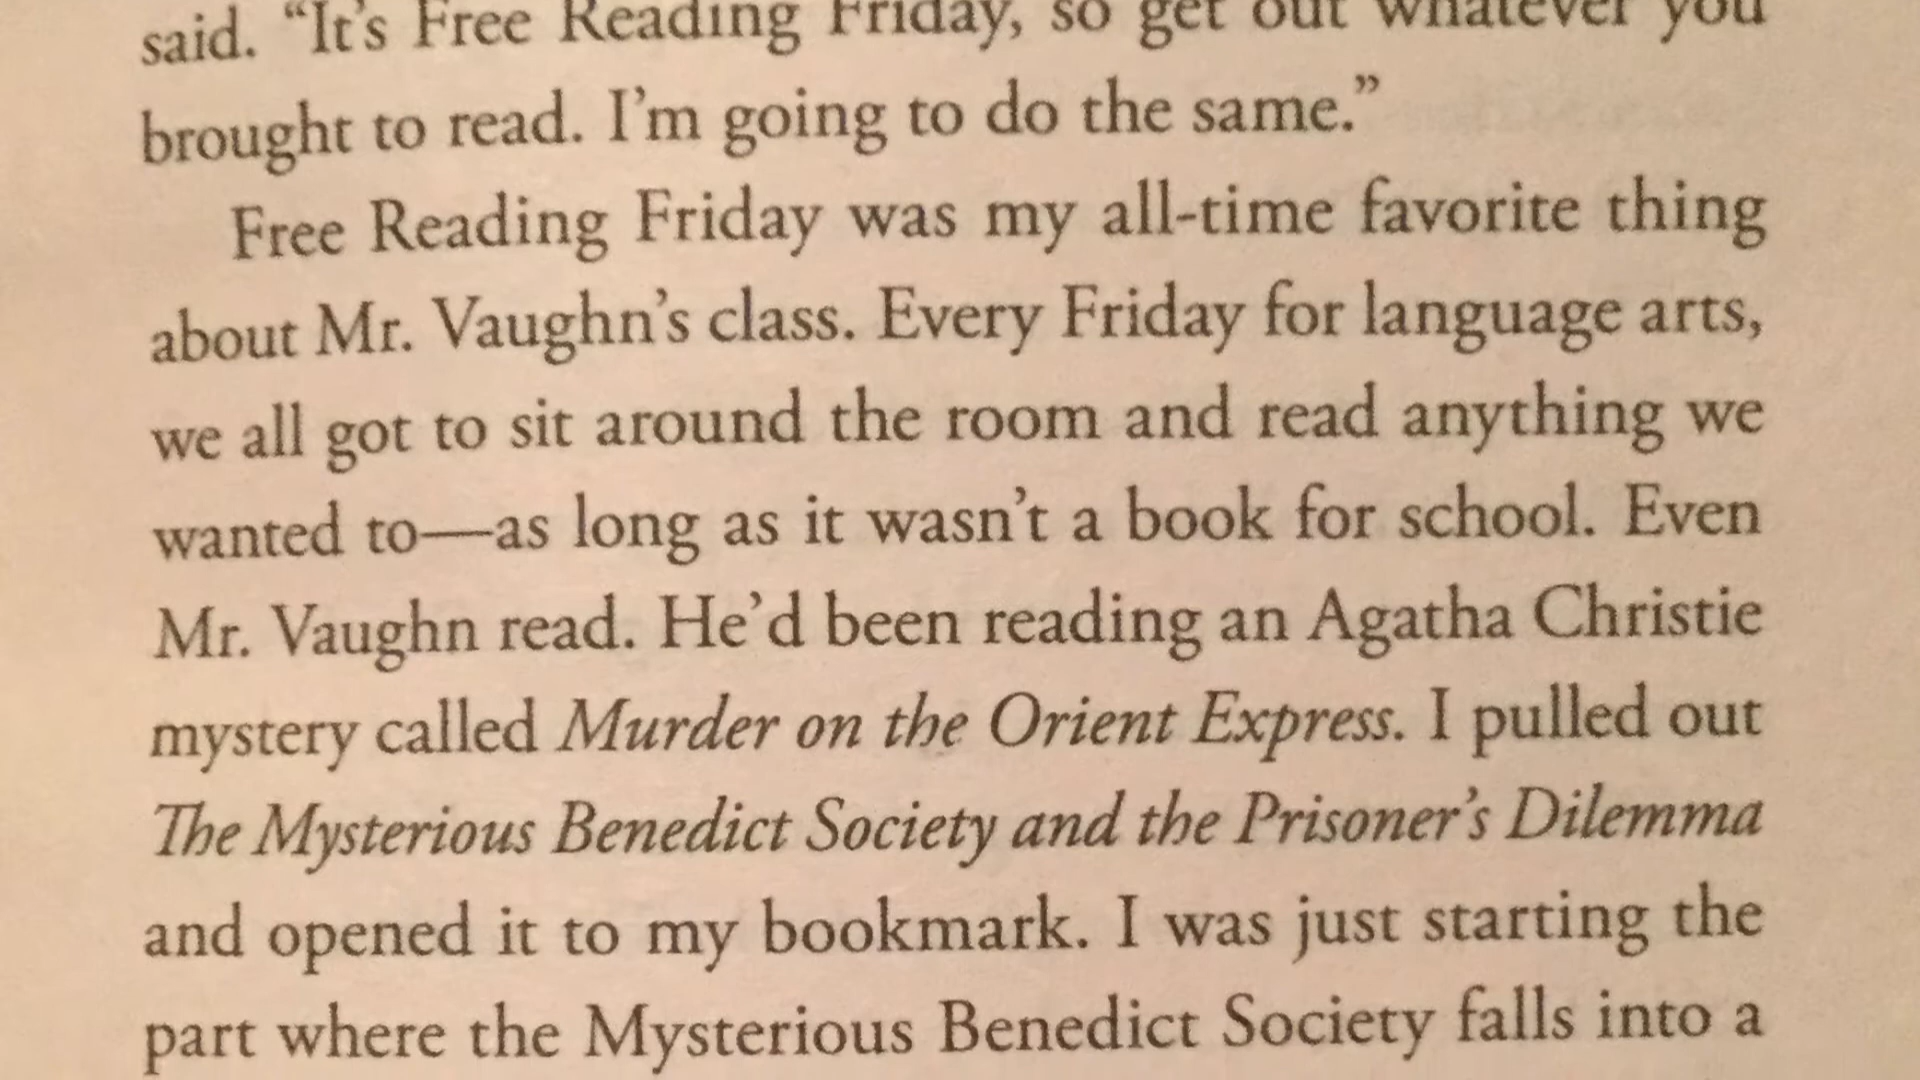 said. “It’s Free Reading Friday, so get out whatever you
brought to read. I’m going to do the same.”
Free Reading Friday was my all-time favorite thing
about Mr. Vaughn’s class. Every Friday for language arts,
we all got to sit around the room and read anything we
wanted to—as long as it wasn’t a book for school. Even
Mr. Vaughn read. He’d been reading an Agatha Christie
mystery called Murder on the Orient Express. I pulled out
The Mysterious Benedict Society and the Prisoner’s Dilemma
and opened it to my bookmark. I was just starting the
part where the Mysterious Benedict Society falls into a